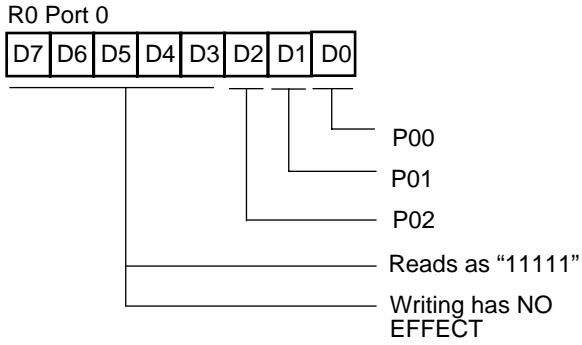 R0 Port 0
D7 D6 D5 D4 D3 D2 D1 D0
P00
P01
P02
Reads as “11111”
Writing has NO
EFFECT